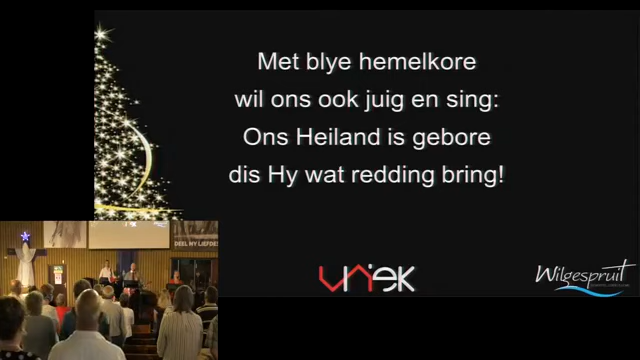 Met blye hemelkore
wil ons ook juig en sing:
Ons Heiland is gebore
dis Hy wat redding bring!
DEEL NY LIEFDE
uniek
Wilgespruit